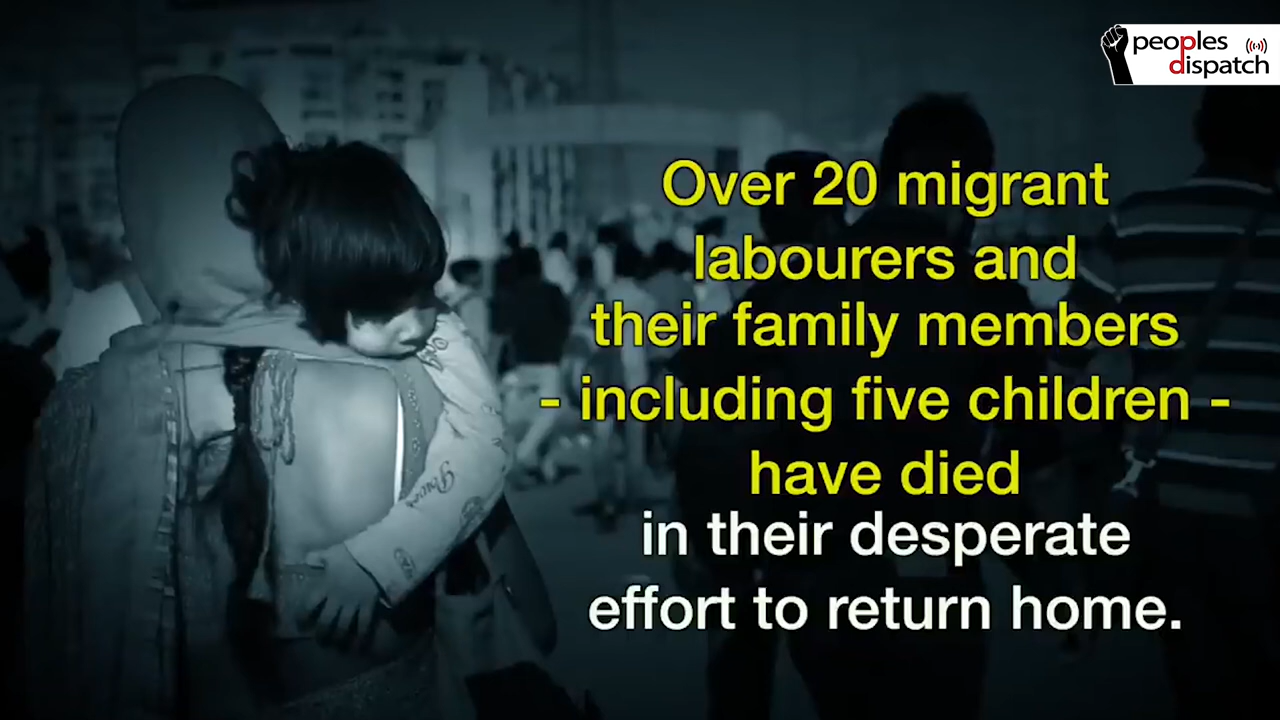 peoples
dispatch
Over 20 migrant
labourers and
their family members
- including five children -
have died
in their desperate
effort to return home.